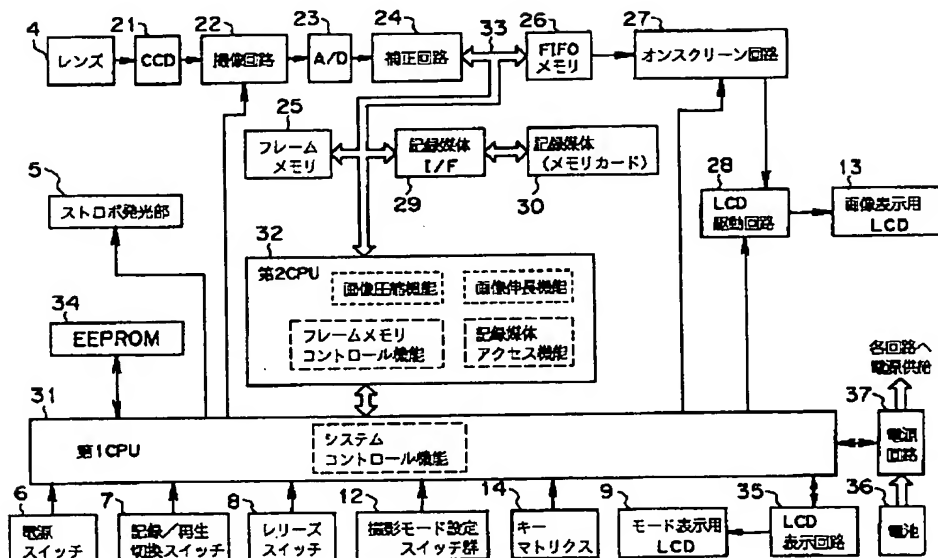 4
レンズ
21
CCD
22
撮像回路
23
A/D
24
補正回路
33
26
FIFO
メモリ
27
オンスクリーン回路
25
フレーム
メモリ
記録媒体
I/F
29
記録媒体
(メモリカード)
30
5
ストロボ発光部
28
LCD
駆動回路
13
画像表示用
LCD
32
第2CPU
画像圧縮機能
画像伸長機能
フレームメモリ
コントロール機能
記録媒体
アクセス機能
34
EEPROM
各回路へ
電源供給
31
第1CPU
システム
コントロール機能
37
電源
回路
6
電源
スイッチ
7
記録/再生
切換スイッチ
8
レリーズ
スイッチ
12
撮影モード設定
スイッチ群
14
キー
マトリクス
9
モード表示用
LCD
35
LCD
表示回路
36
電池